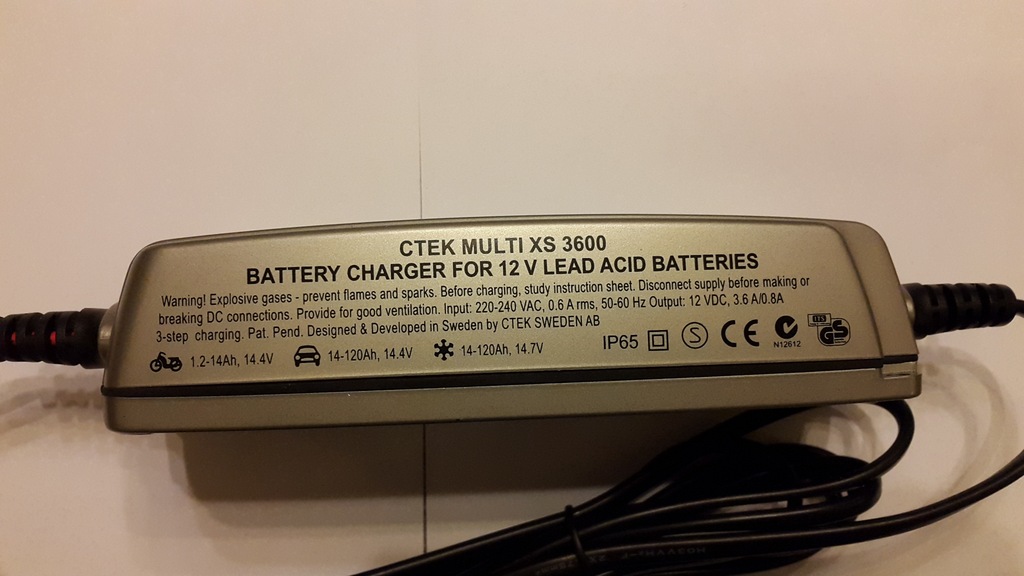 CTEK MULTI XS 3600
BATTERY CHARGER FOR 12 V LEAD ACID BATTERIES
Warning! Explosive gases - prevent flames and sparks. Before charging, study instruction sheet. Disconnect supply before making or
breaking DC connections. Provide for good ventilation. Input: 220-240 VAC, 0.6 A rms, 50-60 Hz Output: 12 VDC, 3.6 A/0.8A
3-step charging. Pat. Pend. Designed & Developed in Sweden by CTEK SWEDEN AB
1.2-14Ah, 14.4V 14-120Ah, 14.4V 14-120Ah, 14.7V IP65 S CE N12612 ITS GS